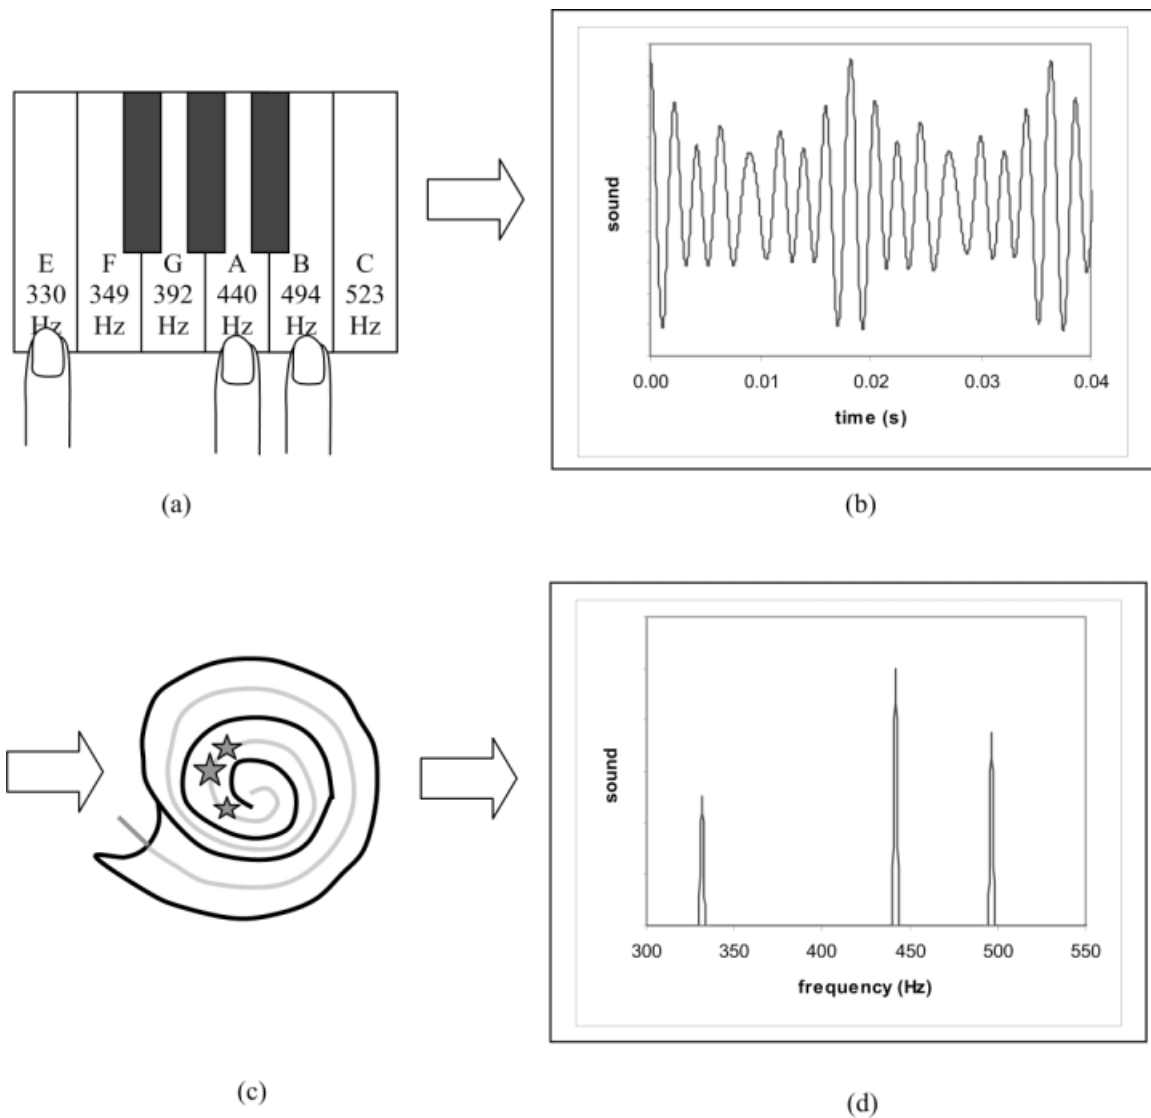 E F G A B C
330 349 392 440 494 523
Hz Hz Hz Hz Hz Hz
(a)
sound
0.00 0.01 0.02 0.03 0.04
time (s)
(b)
(c)
sound
300 350 400 450 500 550
frequency (Hz)
(d)